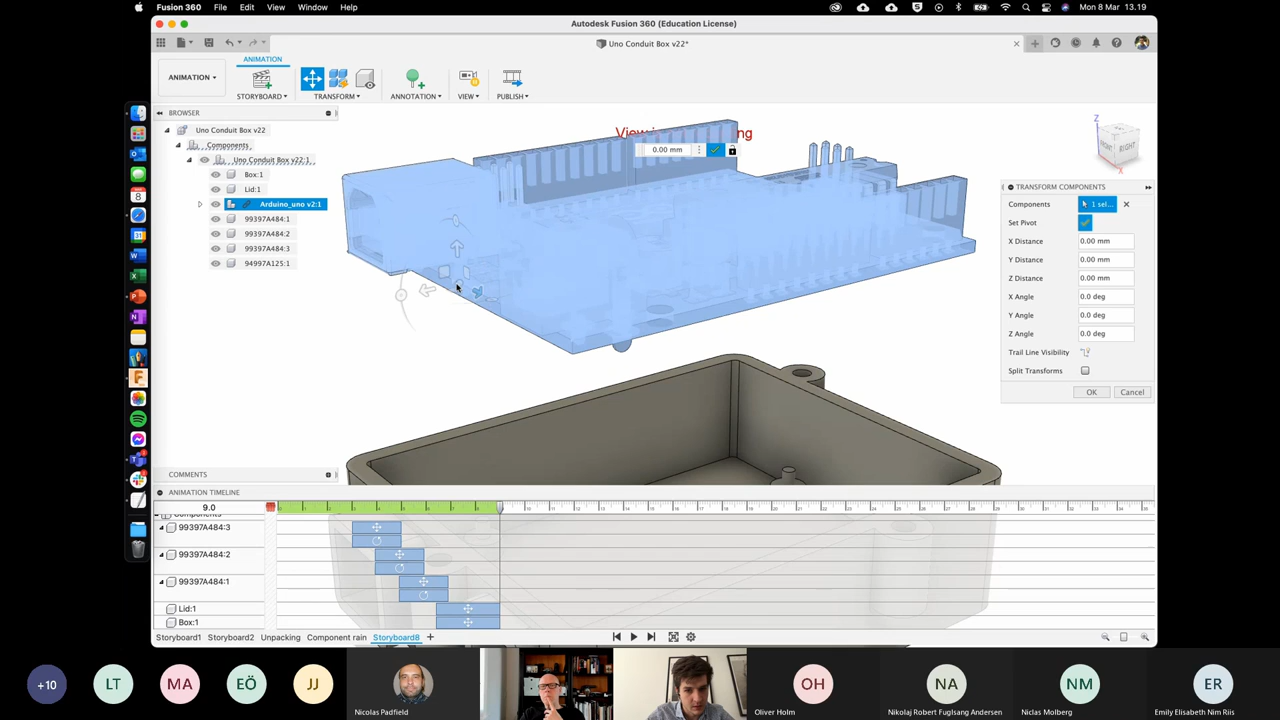 Fusion 360 File Edit View Window Help
Mon 8 Mar 13.19
Autodesk Fusion 360 (Education License)
Uno Conduit Box v22*
ANIMATION
ANIMATION
STORYBOARD
TRANSFORM
ANNOTATION
VIEW
PUBLISH
BROWSER
Uno Conduit Box v22
Components
Uno Conduit Box v22:1
Box:1
Lid:1
Arduino_uno v2:1
99397A484:1
99397A484:2
99397A484:3
94997A125:1
0.00 mm
FRONT
RIGHT
Z
X
TRANSFORM COMPONENTS
Components 1 sel...
Set Pivot
X Distance 0.00 mm
Y Distance 0.00 mm
Z Distance 0.00 mm
X Angle 0.0 deg
Y Angle 0.0 deg
Z Angle 0.0 deg
Trail Line Visibility
Split Transforms
OK Cancel
COMMENTS
ANIMATION TIMELINE
9.0
Components
99397A484:3
99397A484:2
99397A484:1
Lid:1
Box:1
Storyboard1 Storyboard2 Unpacking Component rain Storyboard8 +
+10
LT
MA
EÖ
JJ
OH
NA
NM
ER
Nicolas Padfield
Oliver Holm
Nikolaj Robert Fuglsang Andersen
Niclas Molberg
Emily Elisabeth Nim Riis